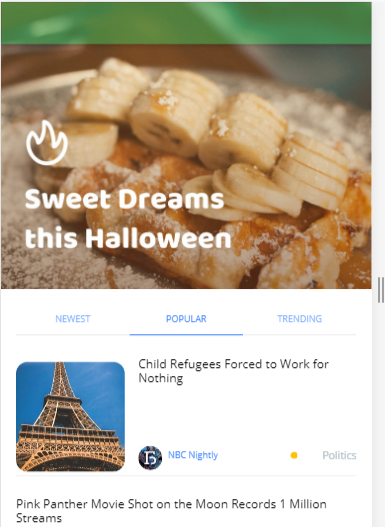 Sweet Dreams
this Halloween
NEWEST POPULAR TRENDING
Child Refugees Forced to Work for
Nothing
NBC Nightly Politics
Pink Panther Movie Shot on the Moon Records 1 Million
Streams